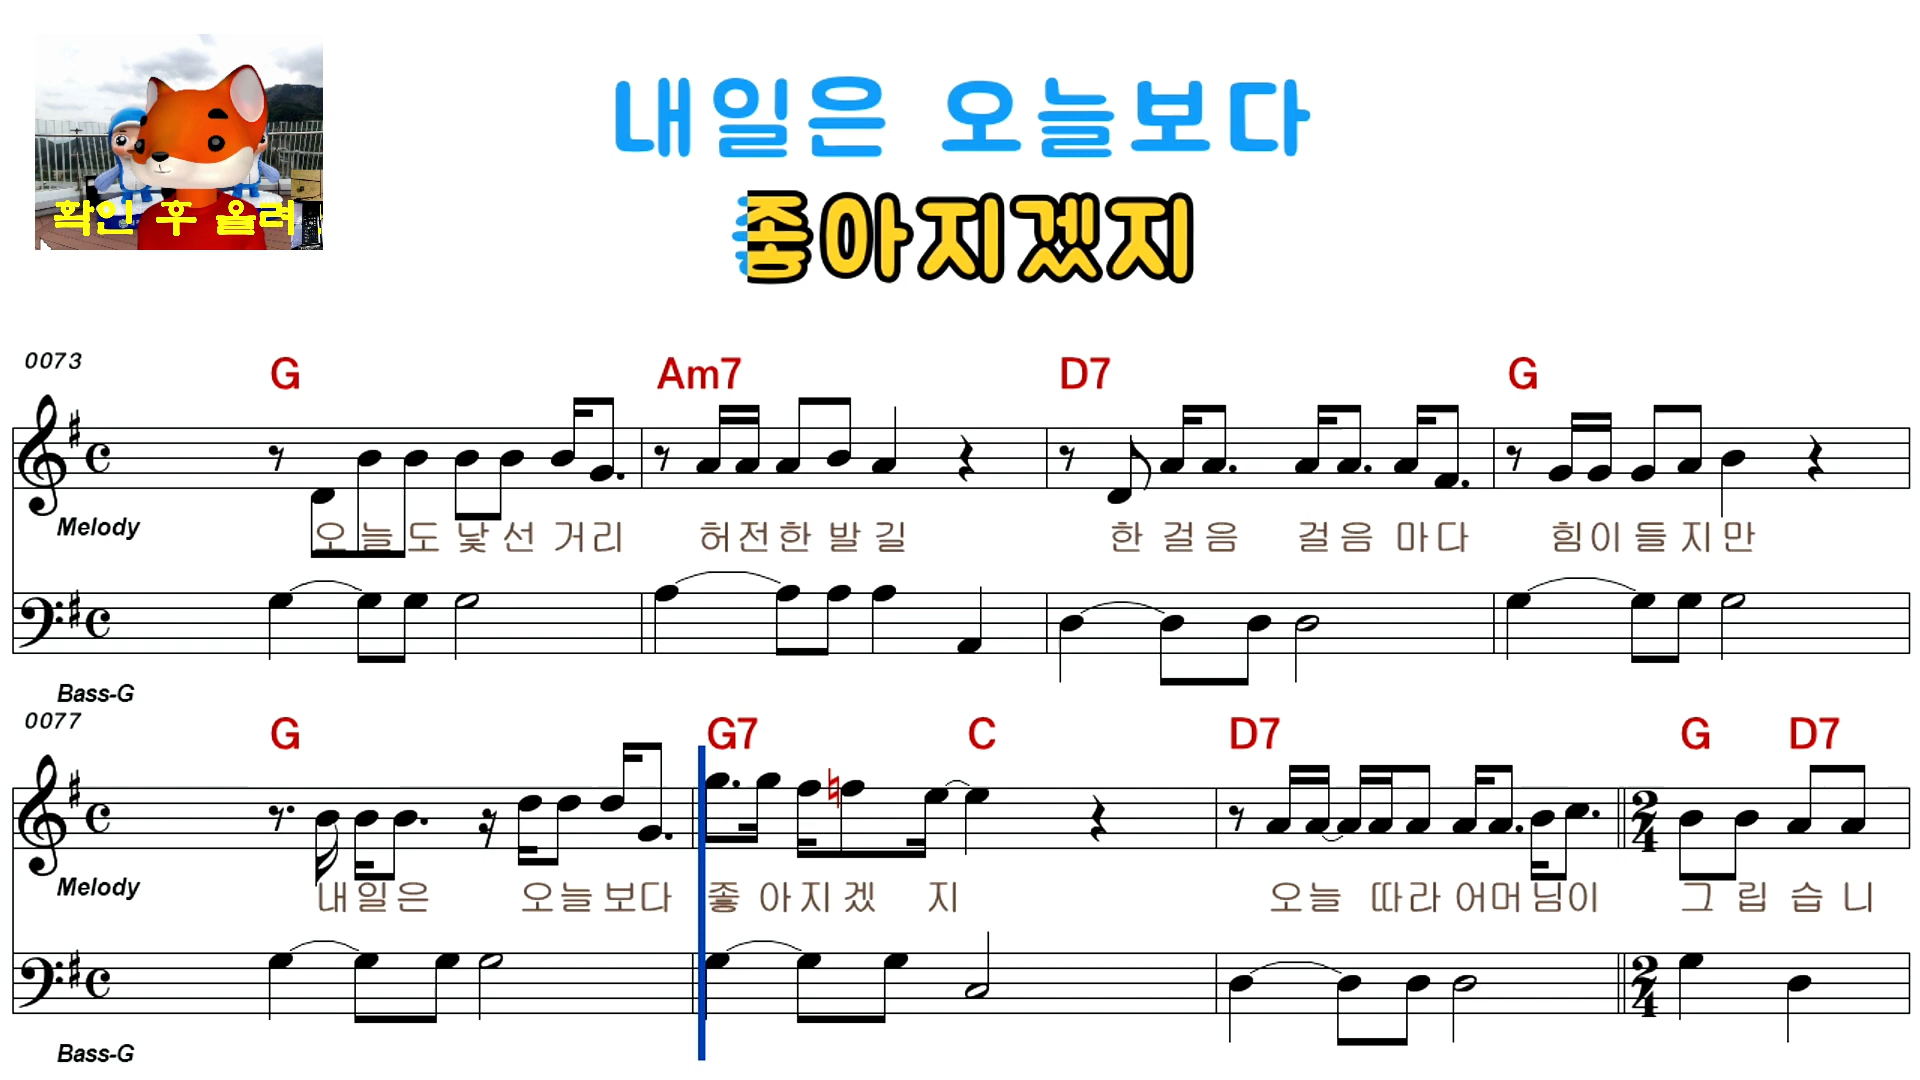 확인 후 올려
내일은 오늘보다
좋아지겠지
0073
G Am7 D7 G
Melody
오늘도 낯선 거리 허전한 발길 한 걸음 걸음 마다 힘이 들지만
Bass-G
0077
G G7 C D7 G D7
2 4
Melody
내일은 오늘보다 좋아지겠지 오늘 따라 어머님이 그립습니
2 4
Bass-G